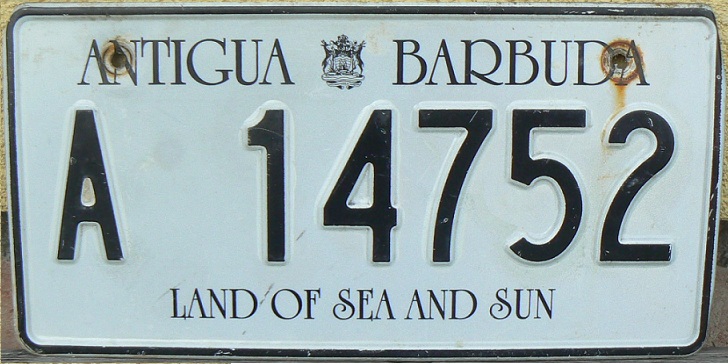 ANTIGUA BARBUDA
A 14752
LAND OF SEA AND SUN